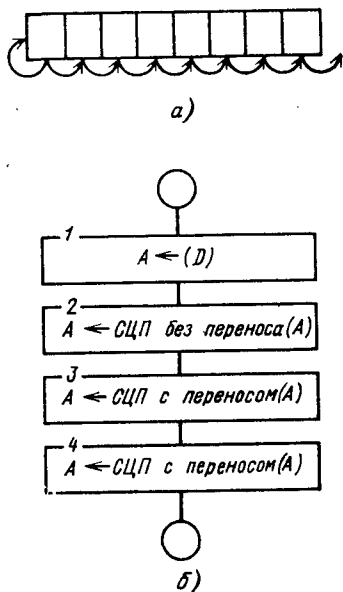 а)
1
А ← (D)
2
А ← СЦП без переноса(А)
3
А ← СЦП с переносом(А)
4
А ← СЦП с переносом(А)
б)